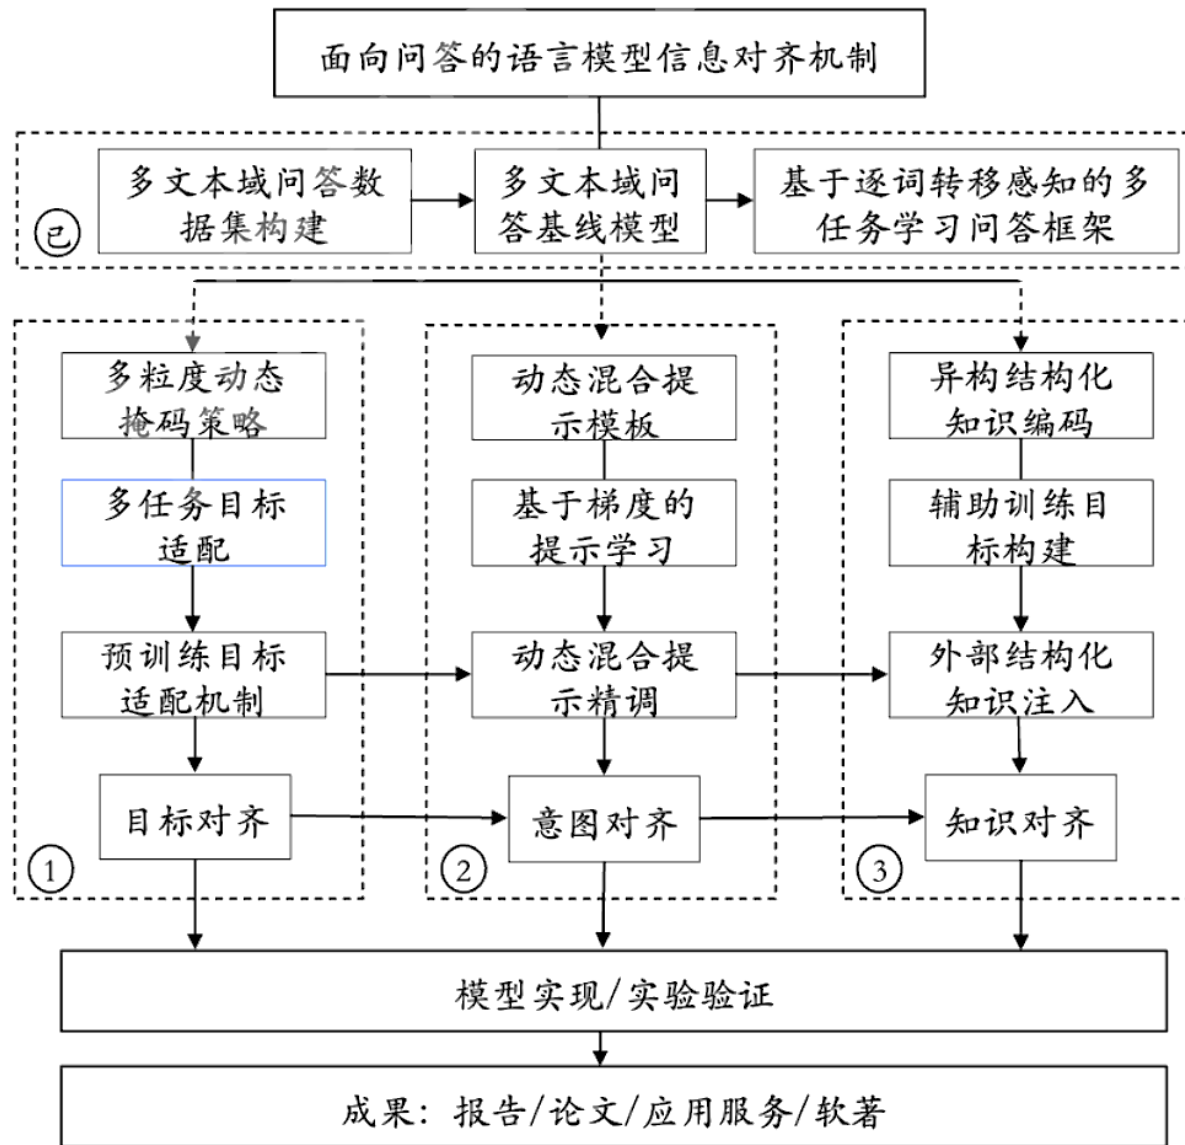 面向问答的语言模型信息对齐机制
多文本域问答数
据集构建
多文本域问
答基线模型
基于逐词转移感知的多
任务学习问答框架
已
多粒度动态
掩码策略
多任务目标
适配
预训练目标
适配机制
目标对齐
1
动态混合提
示模板
基于梯度的
提示学习
动态混合提
示精调
意图对齐
2
异构结构化
知识编码
辅助训练目
标构建
外部结构化
知识注入
知识对齐
3
模型实现/实验验证
成果：报告/论文/应用服务/软著